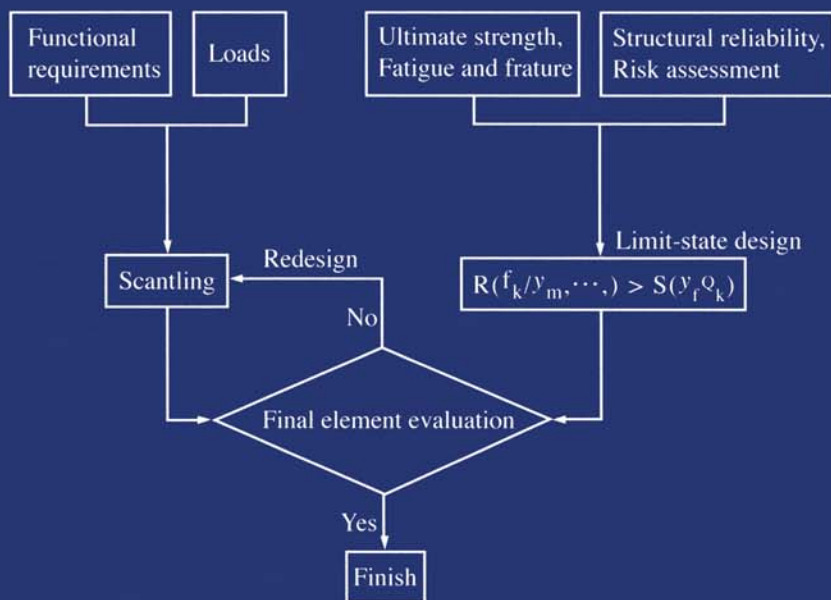 Functional
requirements
Loads
Ultimate strength,
Fatigue and frature
Structural reliability,
Risk assessment
Limit-state design
Scantling
Redesign
R(fk/ym,⋯,) > S(yfQk)
No
Final element evaluation
Yes
Finish